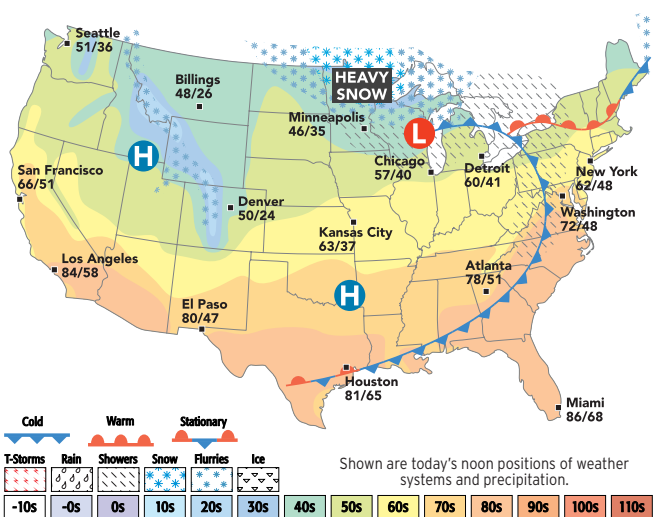 Seattle
51/36
Billings
48/26
HEAVY
SNOW
Minneapolis
46/35
L
H
Chicago
57/40
Detroit
60/41
New York
62/48
San Francisco
66/51
Denver
50/24
Washington
72/48
Kansas City
63/37
Los Angeles
84/58
Atlanta
78/51
H
El Paso
80/47
Houston
81/65
Miami
86/68
Cold
Warm
Stationary
T-Storms
Rain
Showers
Snow
Flurries
Ice
Shown are today's noon positions of weather
systems and precipitation.
-10s
-0s
0s
10s
20s
30s
40s
50s
60s
70s
80s
90s
100s
110s